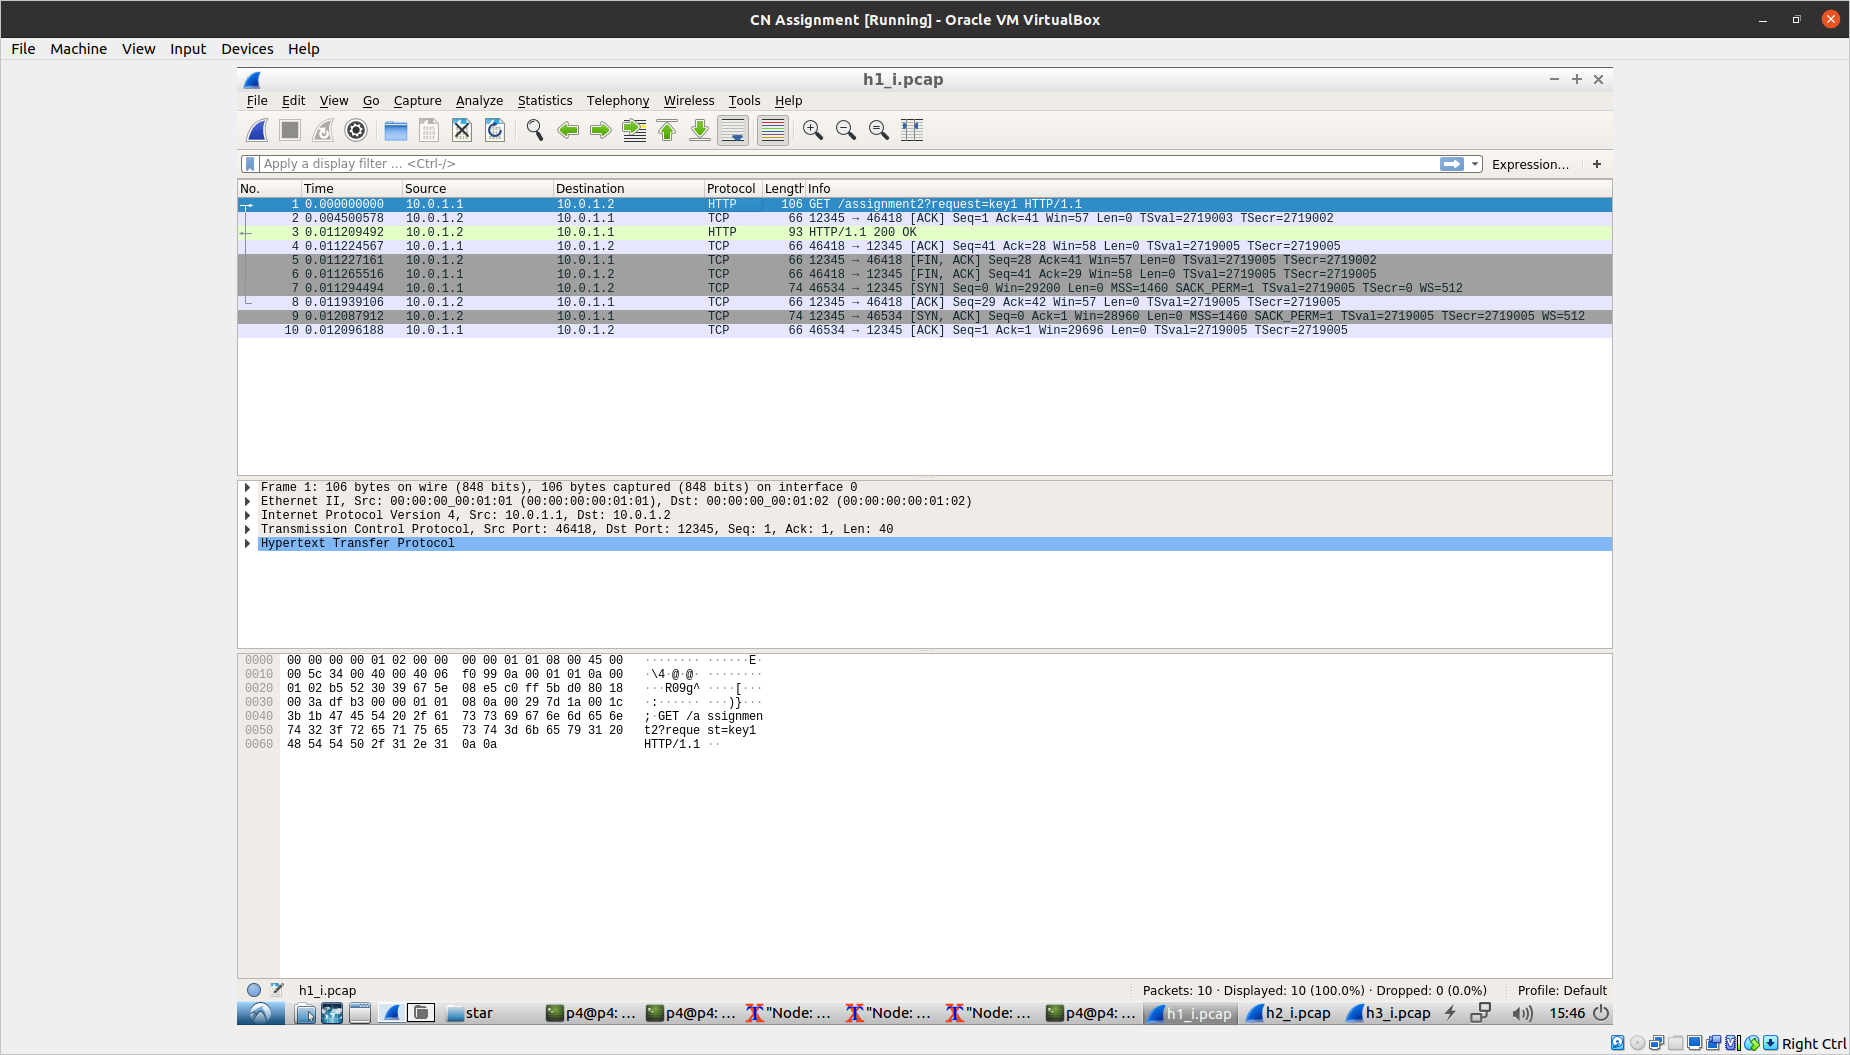 CN Assignment [Running] - Oracle VM VirtualBox
File Machine View Input Devices Help
h1_i.pcap
File Edit View Go Capture Analyze Statistics Telephony Wireless Tools Help
Apply a display filter ... <Ctrl-/> Expression... +
No. Time Source Destination Protocol Length Info
1 0.000000000 10.0.1.1 10.0.1.2 HTTP 106 GET /assignment2?request=key1 HTTP/1.1
2 0.004500578 10.0.1.2 10.0.1.1 TCP 66 12345 → 46418 [ACK] Seq=1 Ack=41 Win=57 Len=0 TSval=2719003 TSecr=2719002
3 0.011209492 10.0.1.2 10.0.1.1 HTTP 93 HTTP/1.1 200 OK
4 0.011224567 10.0.1.1 10.0.1.2 TCP 66 46418 → 12345 [ACK] Seq=41 Ack=28 Win=58 Len=0 TSval=2719005 TSecr=2719005
5 0.011227161 10.0.1.2 10.0.1.1 TCP 66 12345 → 46418 [FIN, ACK] Seq=28 Ack=41 Win=57 Len=0 TSval=2719005 TSecr=2719002
6 0.011265516 10.0.1.1 10.0.1.2 TCP 66 46418 → 12345 [FIN, ACK] Seq=41 Ack=29 Win=58 Len=0 TSval=2719005 TSecr=2719005
7 0.011294494 10.0.1.1 10.0.1.2 TCP 74 46534 → 12345 [SYN] Seq=0 Win=29200 Len=0 MSS=1460 SACK_PERM=1 TSval=2719005 TSecr=0 WS=512
8 0.011939106 10.0.1.2 10.0.1.1 TCP 66 12345 → 46418 [ACK] Seq=29 Ack=42 Win=57 Len=0 TSval=2719005 TSecr=2719005
9 0.012087912 10.0.1.2 10.0.1.1 TCP 74 12345 → 46534 [SYN, ACK] Seq=0 Ack=1 Win=28960 Len=0 MSS=1460 SACK_PERM=1 TSval=2719005 TSecr=2719005 WS=512
10 0.012096188 10.0.1.1 10.0.1.2 TCP 66 46534 → 12345 [ACK] Seq=1 Ack=1 Win=29696 Len=0 TSval=2719005 TSecr=2719005
Frame 1: 106 bytes on wire (848 bits), 106 bytes captured (848 bits) on interface 0
Ethernet II, Src: 00:00:00_00:01:01 (00:00:00:00:01:01), Dst: 00:00:00_00:01:02 (00:00:00:00:01:02)
Internet Protocol Version 4, Src: 10.0.1.1, Dst: 10.0.1.2
Transmission Control Protocol, Src Port: 46418, Dst Port: 12345, Seq: 1, Ack: 1, Len: 40
Hypertext Transfer Protocol
0000 00 00 00 00 01 02 00 00 00 00 01 01 08 00 45 00 ········ ······E·
0010 00 5c 34 00 40 00 40 06 f0 99 0a 00 01 01 0a 00 ·\4·@·@· ········
0020 01 02 b5 52 30 39 67 5e 08 e5 c0 ff 5b d0 80 18 ···R09g^ ····[···
0030 00 3a df b3 00 00 01 01 08 0a 00 29 7d 1a 00 1c ·:······ ···)}···
0040 3b 1b 47 45 54 20 2f 61 73 73 69 67 6e 6d 65 6e ;·GET /a ssignmen
0050 74 32 3f 72 65 71 75 65 73 74 3d 6b 65 79 31 20 t2?reque st=key1
0060 48 54 54 50 2f 31 2e 31 0a 0a HTTP/1.1 ··
h1_i.pcap Packets: 10 · Displayed: 10 (100.0%) · Dropped: 0 (0.0%) Profile: Default
star p4@p4: ... p4@p4: ... "Node: ... "Node: ... "Node: ... p4@p4: ... h1_i.pcap h2_i.pcap h3_i.pcap 15:46
Right Ctrl